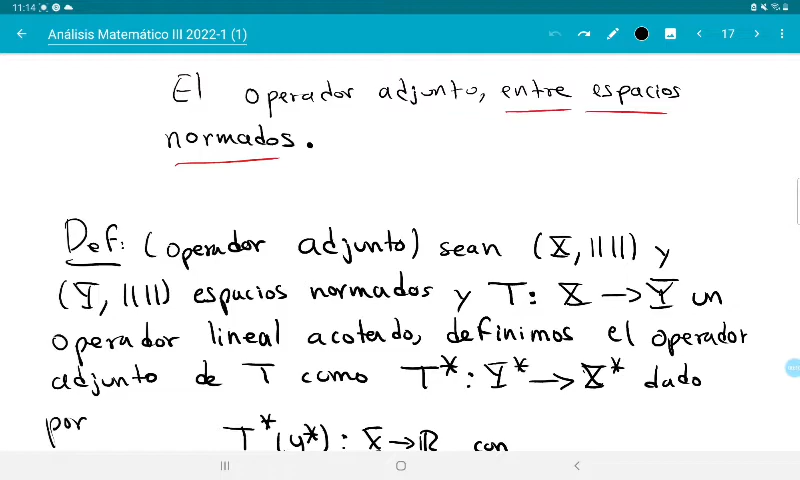 11:14
Análisis Matemático III 2022-1 (1)
17
El operador adjunto, entre espacios
normados.
Def: (operador adjunto) sean (X, || ||) y
(Y, || ||) espacios normados y T: X → Y un
operador lineal acotado, definimos el operador
adjunto de T como T*: Y* → X* dado
por
T*(y*): X → ℝ con